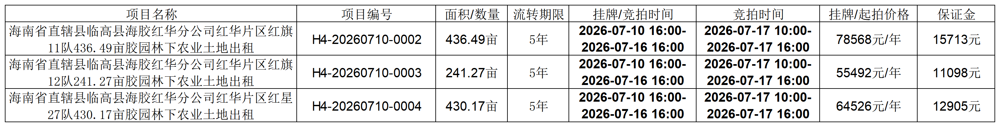 项目名称 项目编号 面积/数量 流转期限 挂牌/竞拍时间 竞拍时间 挂牌/起拍价格 保证金
海南省直辖县临高县海胶红华分公司红华片区红旗
11队436.49亩胶园林下农业土地出租
H4-20260710-0002
436.49亩
5年
2026-07-10 16:00-
2026-07-16 16:00
2026-07-17 10:00-
2026-07-17 16:00
78568元/年
15713元
海南省直辖县临高县海胶红华分公司红华片区红旗
12队241.27亩胶园林下农业土地出租
H4-20260710-0003
241.27亩
5年
2026-07-10 16:00-
2026-07-16 16:00
2026-07-17 10:00-
2026-07-17 16:00
55492元/年
11098元
海南省直辖县临高县海胶红华分公司红华片区红星
27队430.17亩胶园林下农业土地出租
H4-20260710-0004
430.17亩
5年
2026-07-10 16:00-
2026-07-16 16:00
2026-07-17 10:00-
2026-07-17 16:00
64526元/年
12905元